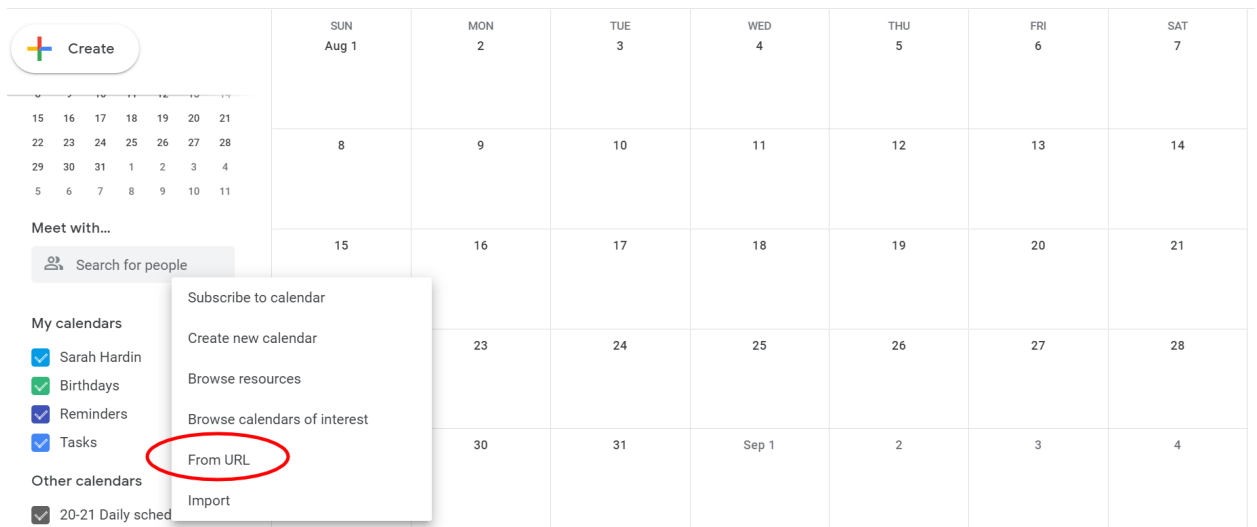 Create
15 16 17 18 19 20 21
22 23 24 25 26 27 28
29 30 31 1 2 3 4
5 6 7 8 9 10 11
Meet with...
Search for people
My calendars
Sarah Hardin
Birthdays
Reminders
Tasks
Other calendars
20-21 Daily sched
Subscribe to calendar
Create new calendar
Browse resources
Browse calendars of interest
From URL
Import
SUN MON TUE WED THU FRI SAT
Aug 1 2 3 4 5 6 7
8 9 10 11 12 13 14
15 16 17 18 19 20 21
23 24 25 26 27 28
30 31 Sep 1 2 3 4